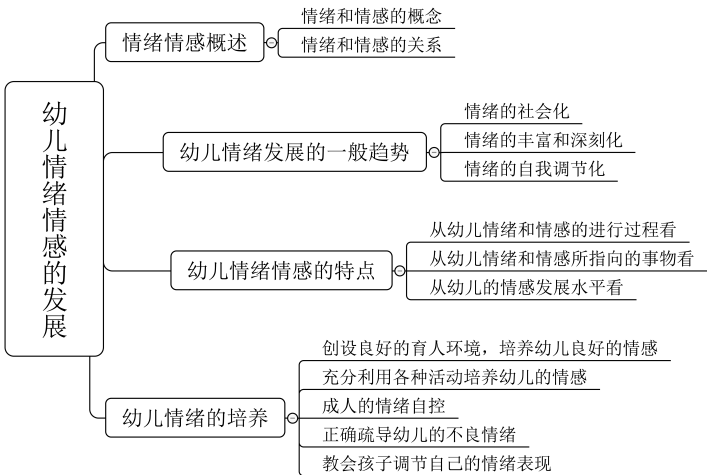 幼儿情绪情感的发展
情绪情感概述
情绪和情感的概念
情绪和情感的关系
幼儿情绪发展的一般趋势
情绪的社会化
情绪的丰富和深刻化
情绪的自我调节化
幼儿情绪情感的特点
从幼儿情绪和情感的进行过程看
从幼儿情绪和情感所指向的事物看
从幼儿的情感发展水平看
幼儿情绪的培养
创设良好的育人环境，培养幼儿良好的情感
充分利用各种活动培养幼儿的情感
成人的情绪自控
正确疏导幼儿的不良情绪
教会孩子调节自己的情绪表现